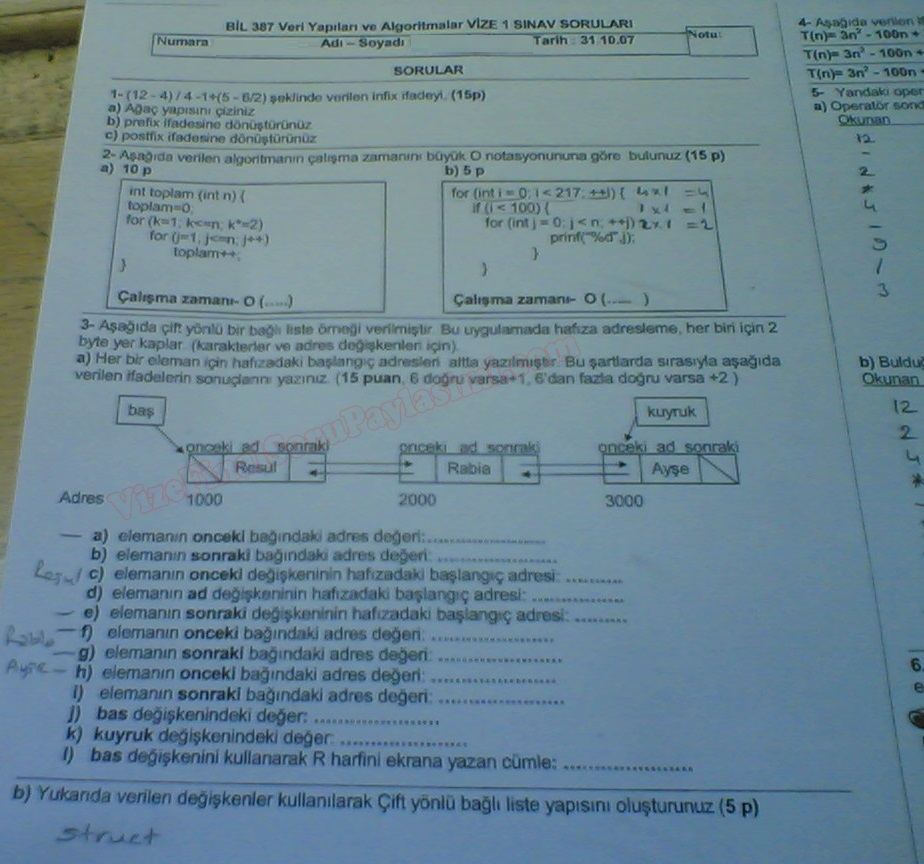 BİL 387 Veri Yapıları ve Algoritmalar VİZE 1 SINAV SORULARI
Numara Adı – Soyadı Tarih : 31.10.07 Notu:
SORULAR
1- (12 - 4) / 4 -1+(5 - 6/2) şeklinde verilen infix ifadeyi, (15p)
a) Ağaç yapısını çiziniz
b) prefix ifadesine dönüştürünüz
c) postfix ifadesine dönüştürünüz
2- Aşağıda verilen algoritmanın çalışma zamanını büyük O notasyonununa göre bulunuz (15 p)
a) 10 p b) 5 p
int toplam (int n) {
toplam=0;
for (k=1; k<=n; k*=2)
for (j=1, j<=n; j++)
toplam++;
}
Çalışma zamanı- O (.....)
for (int i = 0; i < 217; ++i) { 4x1 =4
if (i < 100) { 1x1 =1
for (int j = 0; j < n; ++j) 2x1 =2
prinf("%d",j);
}
}
Çalışma zamanı- O (..... )
3- Aşağıda çift yönlü bir bağlı liste örneği verilmiştir. Bu uygulamada hafıza adresleme, her biri için 2
byte yer kaplar. (karakterler ve adres değişkenleri için)
a) Her bir eleman için hafızadaki başlangıç adresleri altta yazılmıştır. Bu şartlarda sırasıyla aşağıda
verilen ifadelerin sonuçlarını yazınız. (15 puan, 6 doğru varsa+1, 6'dan fazla doğru varsa +2 )
baş kuyruk
onceki ad sonraki onceki ad sonraki onceki ad sonraki
Resul Rabia Ayşe
Adres 1000 2000 3000
— a) elemanın onceki bağındaki adres değeri:....................
b) elemanın sonraki bağındaki adres değeri: ....................
Resul c) elemanın onceki değişkeninin hafızadaki başlangıç adresi: ..........
d) elemanın ad değişkeninin hafızadaki başlangıç adresi: ................
— e) elemanın sonraki değişkeninin hafızadaki başlangıç adresi: .........
Rabia — f) elemanın onceki bağındaki adres değeri: .....................
— g) elemanın sonraki bağındaki adres değeri: .....................
Ayşe — h) elemanın onceki bağındaki adres değeri: .....................
i) elemanın sonraki bağındaki adres değeri: .....................
j) bas değişkenindeki değer: .....................
k) kuyruk değişkenindeki değer: .....................
l) bas değişkenini kullanarak R harfini ekrana yazan cümle: .....................
b) Yukarıda verilen değişkenler kullanılarak Çift yönlü bağlı liste yapısını oluşturunuz (5 p)
struct
4- Aşağıda verilen
T(n)= 3n² - 100n +
T(n)= 3n² - 100n +
T(n)= 3n² - 100n
5- Yandaki oper
a) Operatör sond
Okunan
12
-
2
*
4
-
5
/
3
b) Bulduğ
Okunan
12
2
4
*
-
6.
e